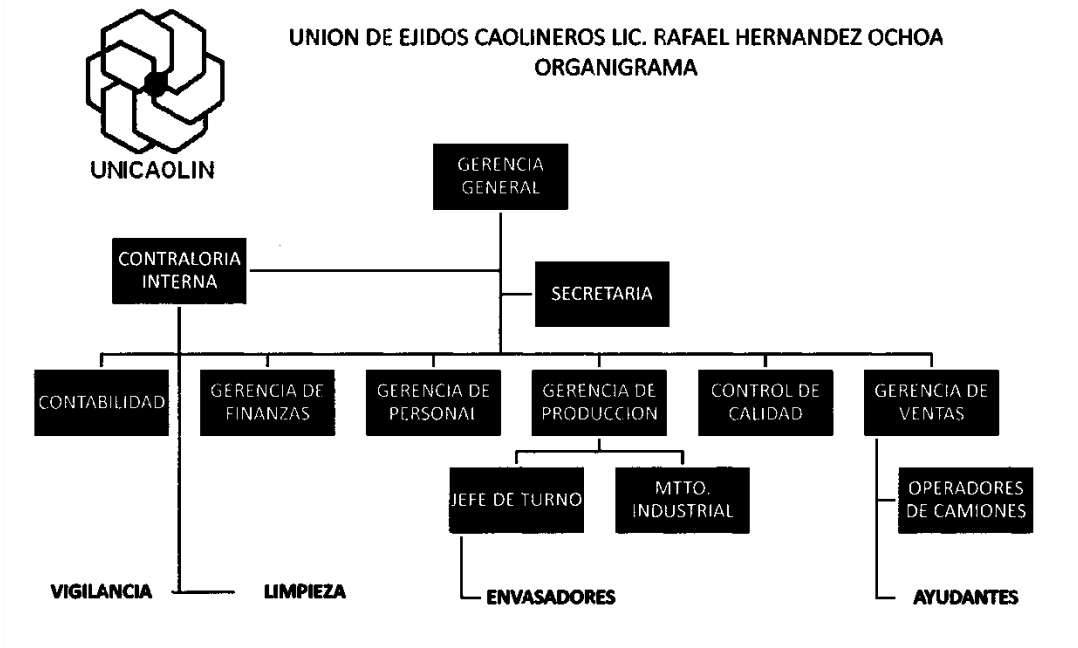 UNION DE EJIDOS CAOLINEROS LIC. RAFAEL HERNANDEZ OCHOA
ORGANIGRAMA
UNICAOLIN
GERENCIA
GENERAL
CONTRALORIA
INTERNA
SECRETARIA
CONTABILIDAD
GERENCIA DE
FINANZAS
GERENCIA DE
PERSONAL
GERENCIA DE
PRODUCCION
CONTROL DE
CALIDAD
GERENCIA DE
VENTAS
JEFE DE TURNO
MTTO.
INDUSTRIAL
OPERADORES
DE CAMIONES
VIGILANCIA
LIMPIEZA
ENVASADORES
AYUDANTES